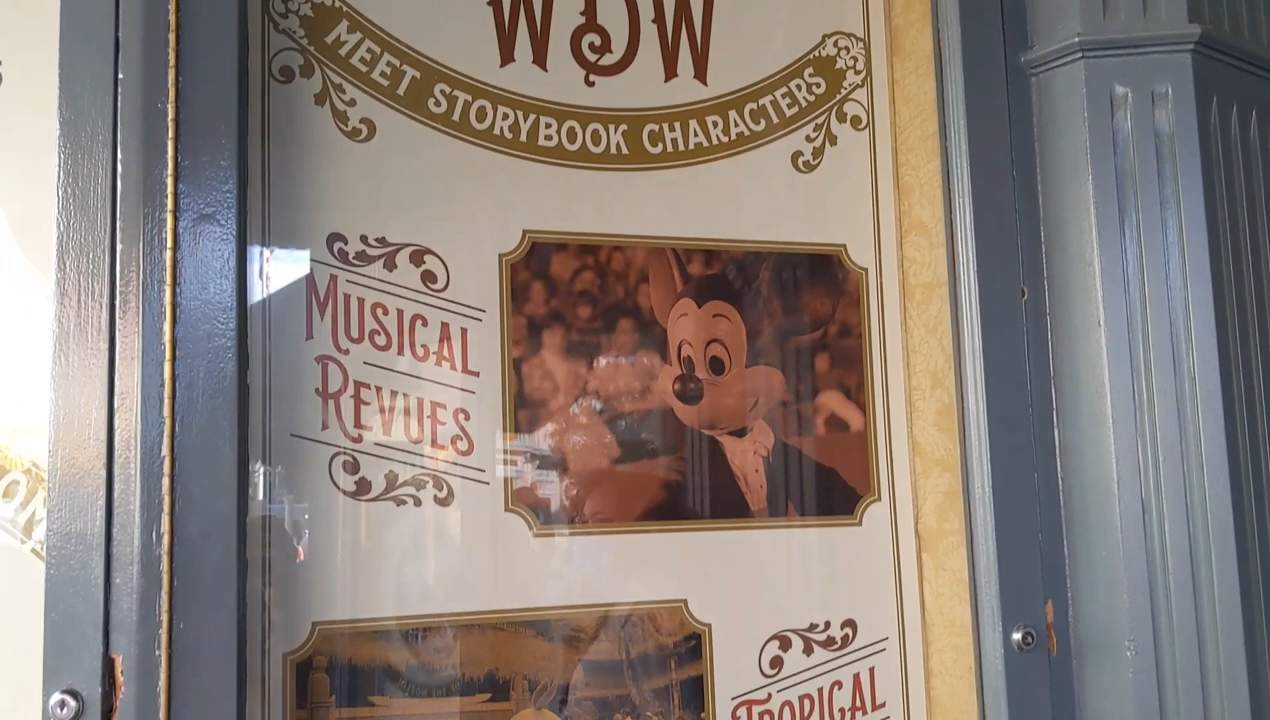 WDW
MEET STORYBOOK CHARACTERS
MUSICAL
REVUES
TROPICAL